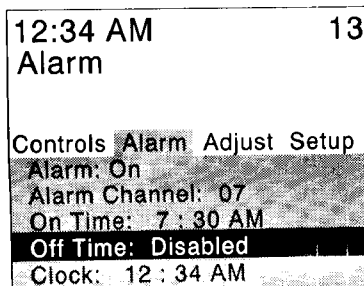 12:34 AM 13
Alarm
Controls Alarm Adjust Setup
Alarm: On
Alarm Channel: 07
On Time: 7 : 30 AM
Off Time: Disabled
Clock: 12 : 34 AM